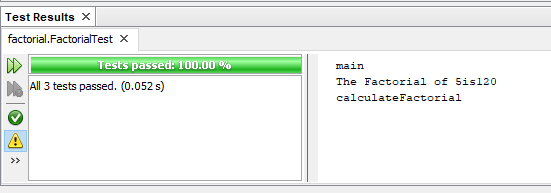 Test Results
factorial.FactorialTest
Tests passed: 100.00 %
All 3 tests passed. (0.052 s)
main
The Factorial of 5is120
calculateFactorial
>>